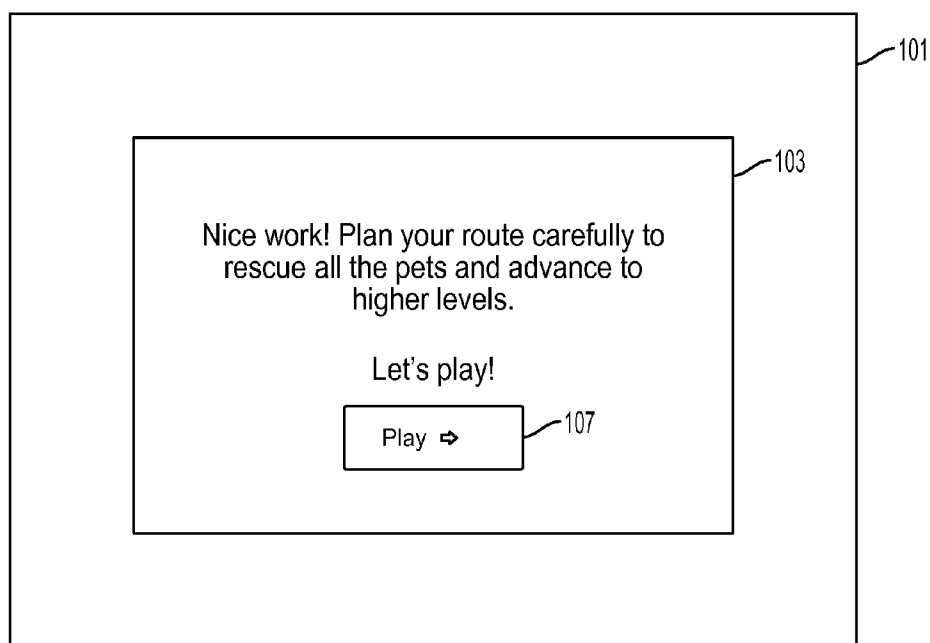 101
103
Nice work! Plan your route carefully to
rescue all the pets and advance to
higher levels.
Let's play!
Play ⇨
107